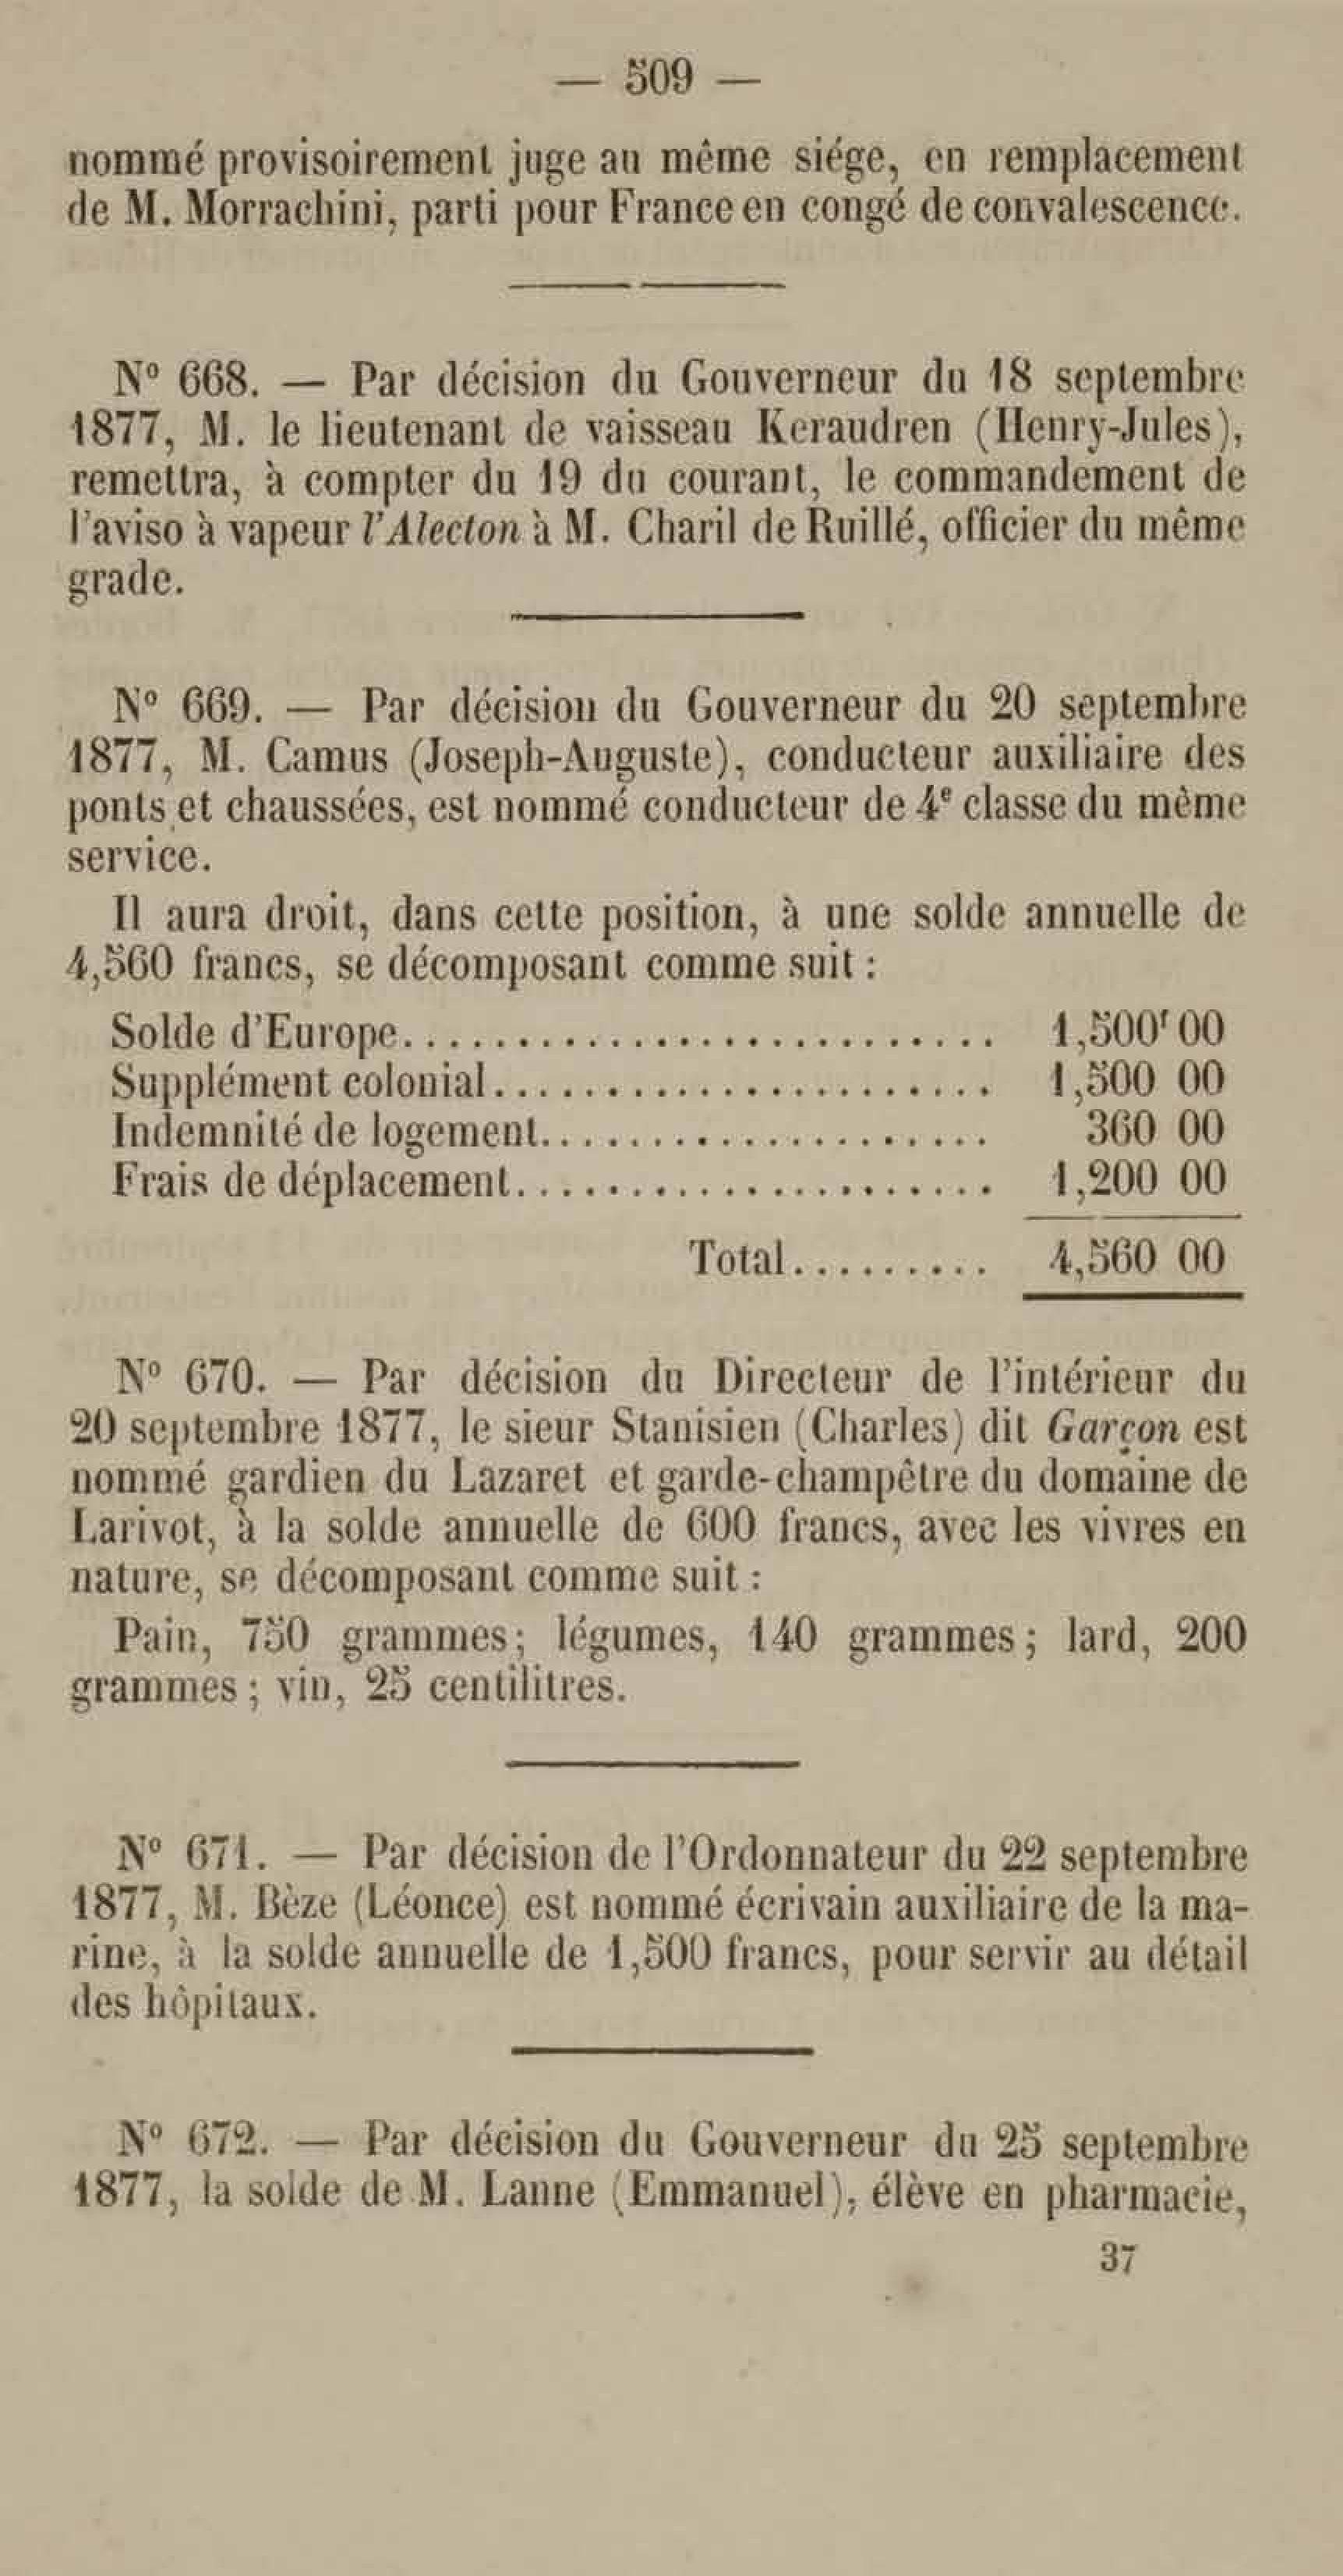 — 509 —
nommé provisoirement juge au même siége, en remplacement
de M. Morrachini, parti pour France en congé de convalescence.
N° 668. — Par décision du Gouverneur du 18 septembre
1877, M. le lieutenant de vaisseau Keraudren (Henry-Jules),
remettra, à compter du 19 du courant, le commandement de
l'aviso à vapeur l'Alecton à M. Charil de Ruillé, officier du même
grade.
N° 669. — Par décision du Gouverneur du 20 septembre
1877, M. Camus (Joseph-Auguste), conducteur auxiliaire des
ponts et chaussées, est nommé conducteur de 4e classe du même
service.
Il aura droit, dans cette position, à une solde annuelle de
4,560 francs, se décomposant comme suit :
Solde d'Europe.......................... 1,500f 00
Supplément colonial...................... 1,500 00
Indemnité de logement.................... 360 00
Frais de déplacement..................... 1,200 00
Total......... 4,560 00
N° 670. — Par décision du Directeur de l'intérieur du
20 septembre 1877, le sieur Stanisien (Charles) dit Garçon est
nommé gardien du Lazaret et garde-champêtre du domaine de
Larivot, à la solde annuelle de 600 francs, avec les vivres en
nature, se décomposant comme suit :
Pain, 750 grammes; légumes, 140 grammes; lard, 200
grammes; vin, 25 centilitres.
N° 671. — Par décision de l'Ordonnateur du 22 septembre
1877, M. Bèze (Léonce) est nommé écrivain auxiliaire de la ma-
rine, à la solde annuelle de 1,500 francs, pour servir au détail
des hôpitaux.
N° 672. — Par décision du Gouverneur du 25 septembre
1877, la solde de M. Lanne (Emmanuel), élève en pharmacie,
37